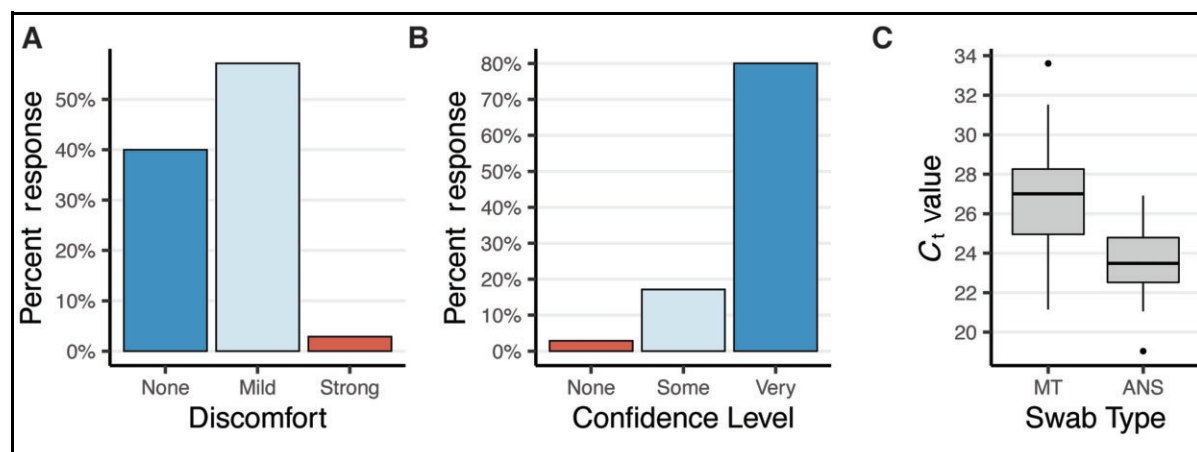 A
Percent response
50%
40%
30%
20%
10%
0%
None Mild Strong
Discomfort
B
Percent response
80%
70%
60%
50%
40%
30%
20%
10%
0%
None Some Very
Confidence Level
C
Ct value
34
32
30
28
26
24
22
20
MT ANS
Swab Type